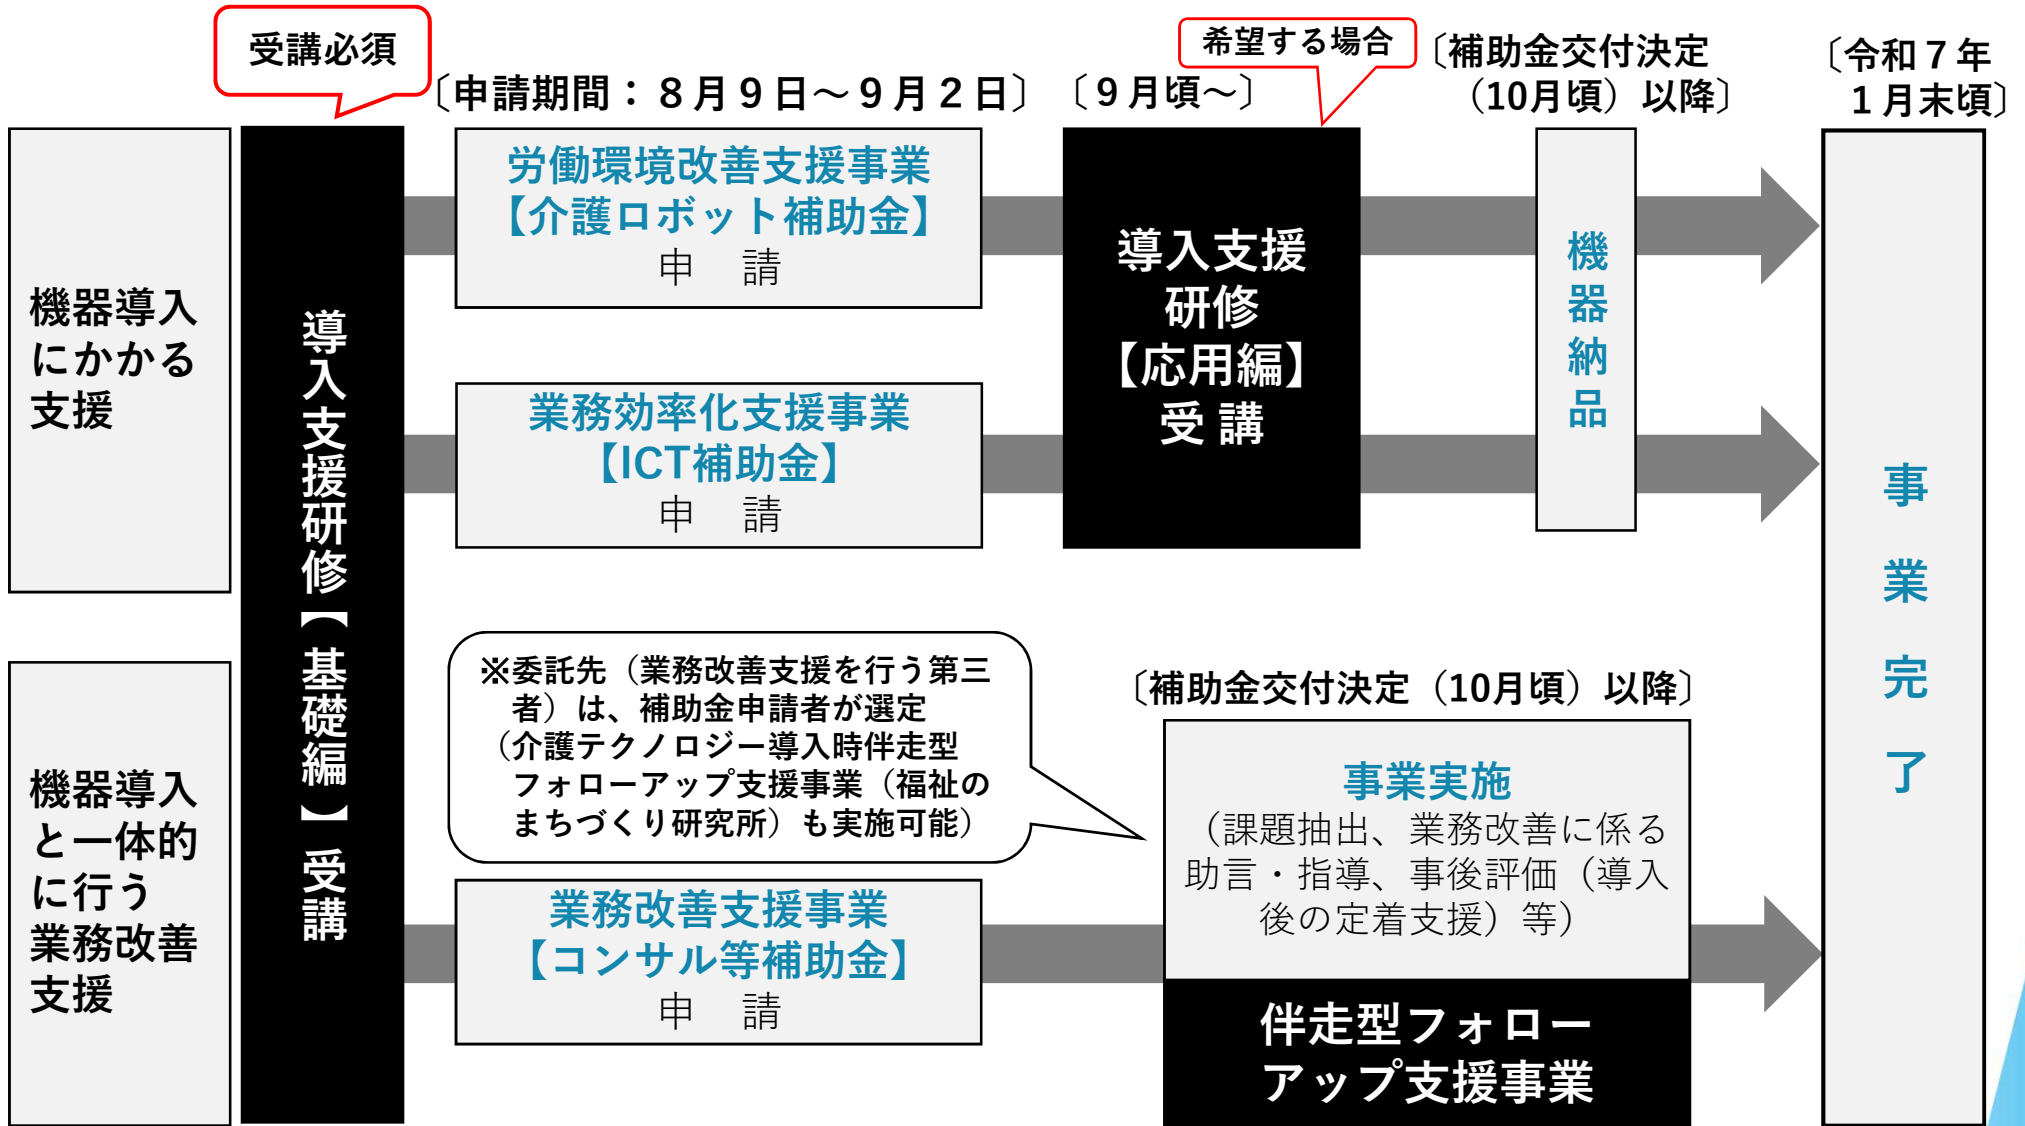 受講必須
〔申請期間：８月９日～９月２日〕
〔９月頃～〕
希望する場合
〔補助金交付決定
（10月頃）以降〕
〔令和７年
１月末頃〕
機器導入
にかかる
支援
機器導入
と一体的
に行う
業務改善
支援
導入支援研修【基礎編】受講
労働環境改善支援事業
【介護ロボット補助金】
申　請
業務効率化支援事業
【ICT補助金】
申　請
導入支援
研修
【応用編】
受 講
機器納品
※委託先（業務改善支援を行う第三
者）は、補助金申請者が選定
（介護テクノロジー導入時伴走型
フォローアップ支援事業（福祉の
まちづくり研究所）も実施可能）
業務改善支援事業
【コンサル等補助金】
申　請
〔補助金交付決定（10月頃）以降〕
事業実施
（課題抽出、業務改善に係る
助言・指導、事後評価（導入
後の定着支援）等）
伴走型フォロー
アップ支援事業
事業完了